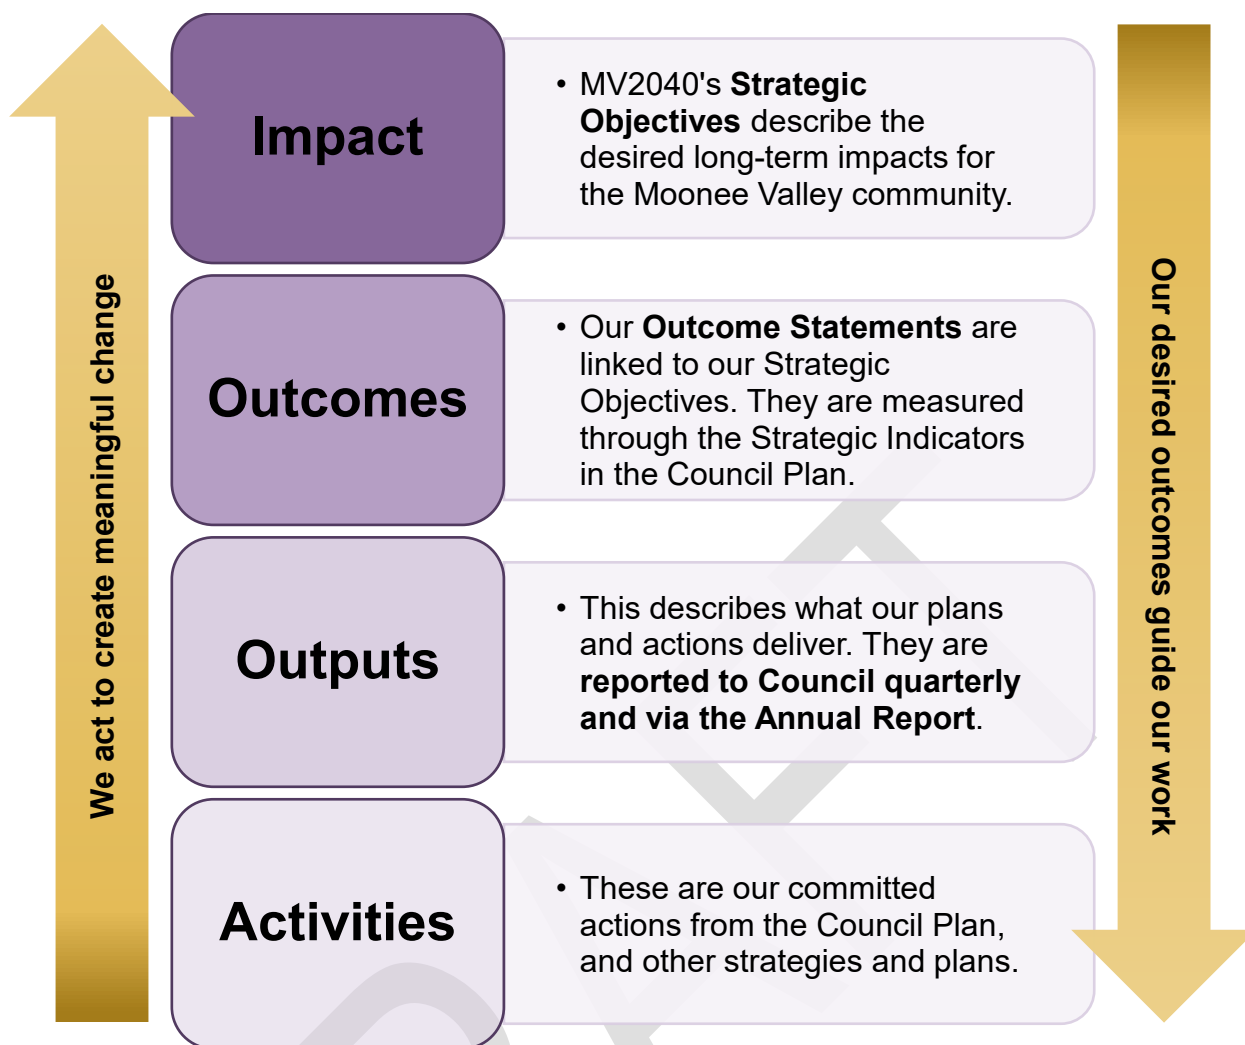 We act to create meaningful change
Impact
• MV2040's Strategic
Objectives describe the
desired long-term impacts for
the Moonee Valley community.
Outcomes
• Our Outcome Statements are
linked to our Strategic
Objectives. They are measured
through the Strategic Indicators
in the Council Plan.
Outputs
• This describes what our plans
and actions deliver. They are
reported to Council quarterly
and via the Annual Report.
Activities
• These are our committed
actions from the Council Plan,
and other strategies and plans.
Our desired outcomes guide our work
DRAFT